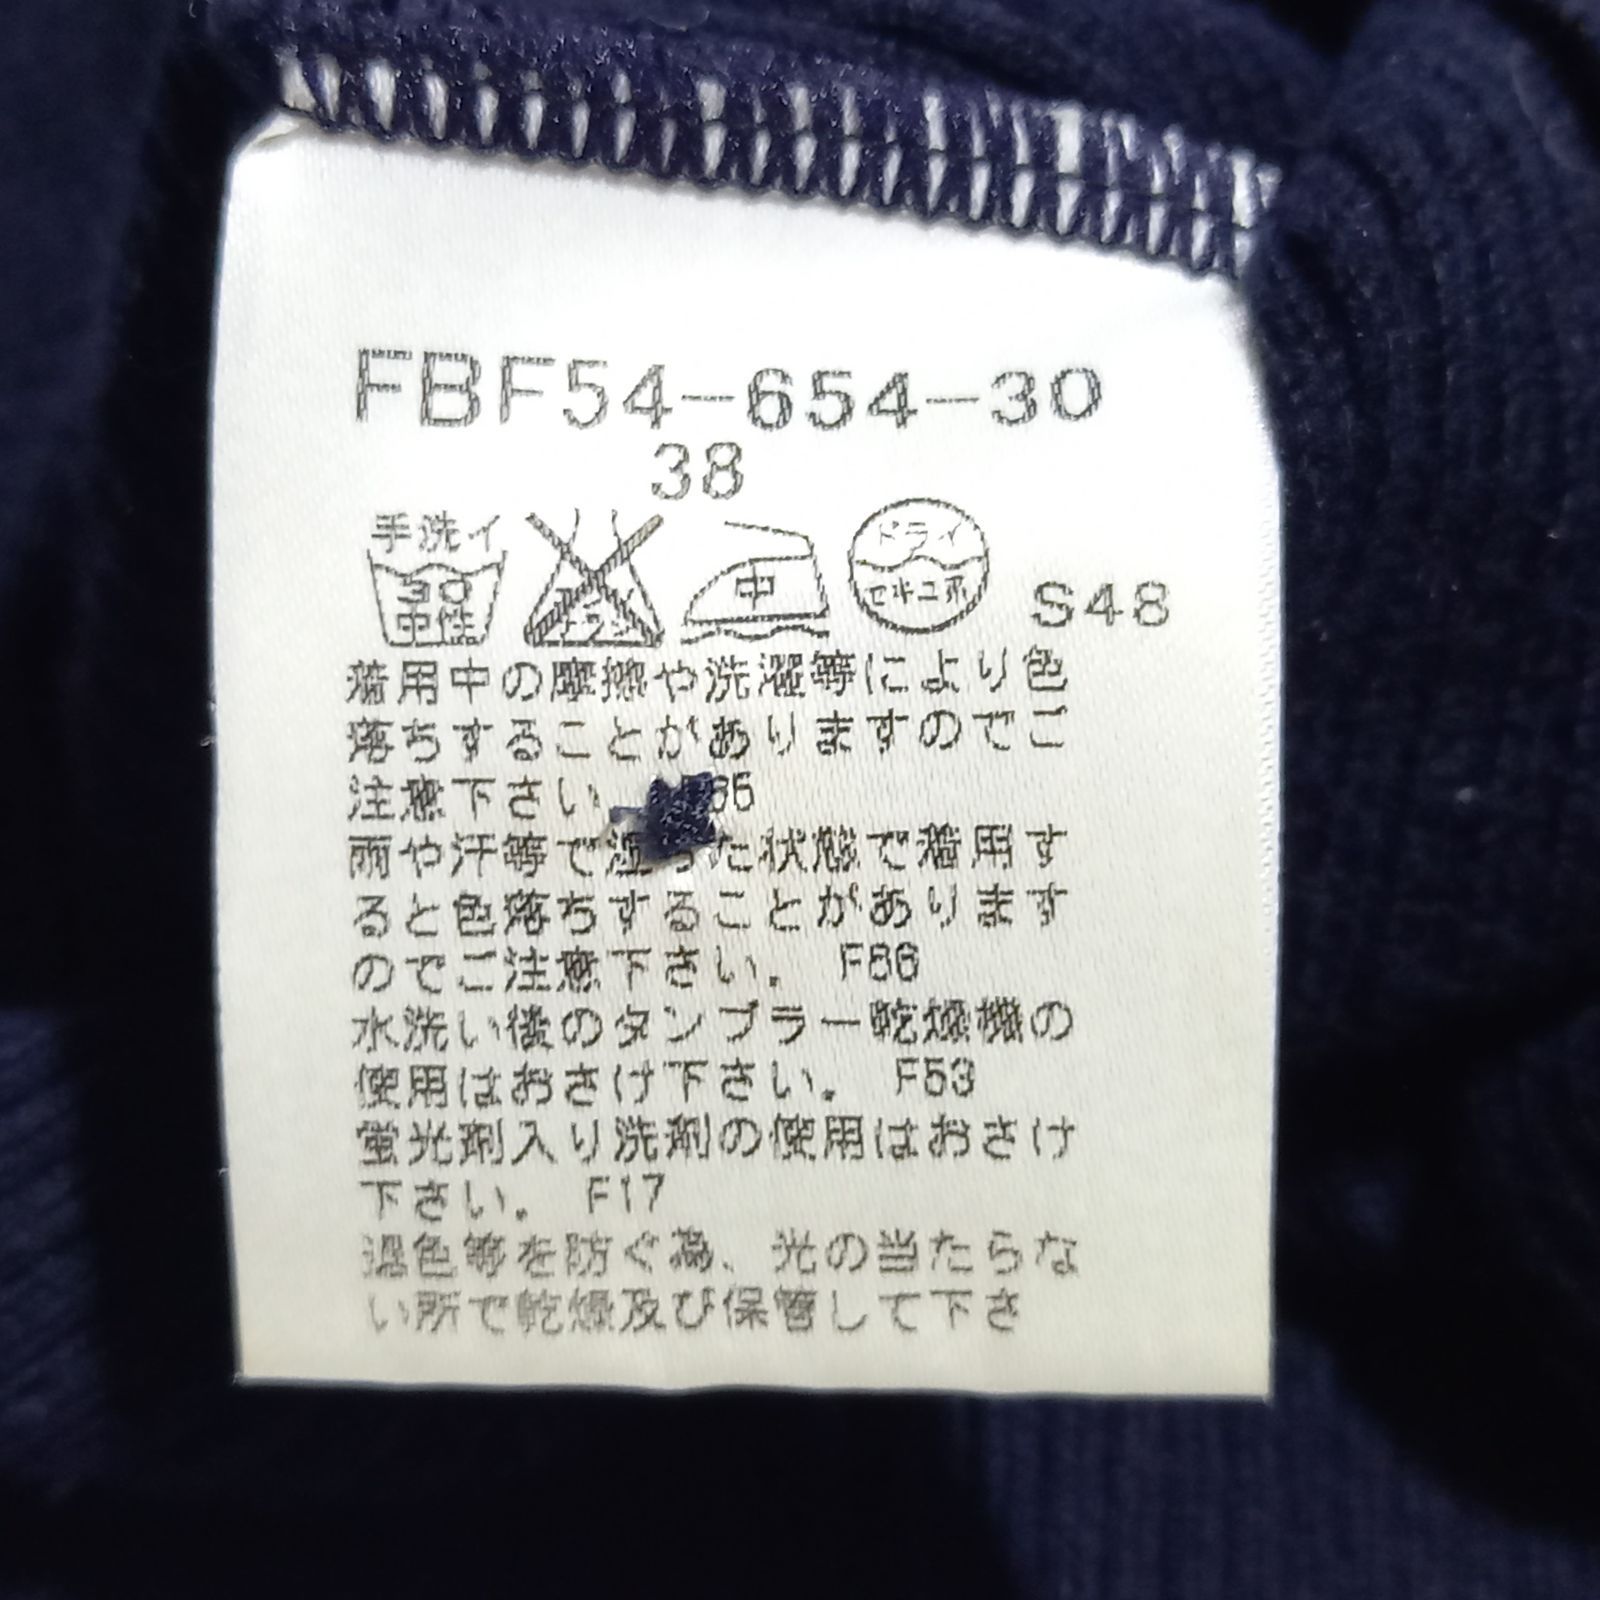 FBF54-654-30
38
手洗イ
30
中性
中
ドライ
セキユ系
S48
着用中の摩擦や洗濯等により色
落ちすることがありますのでご
注意下さい
雨や汗等で湿った状態で着用す
ると色落ちすることがあります
のでご注意下さい。 F86
水洗い後のタンブラー乾燥機の
使用はおさけ下さい。 F53
蛍光剤入り洗剤の使用はおさけ
下さい。 F17
退色等を防ぐ為、光の当たらな
い所で乾燥及び保管して下さ